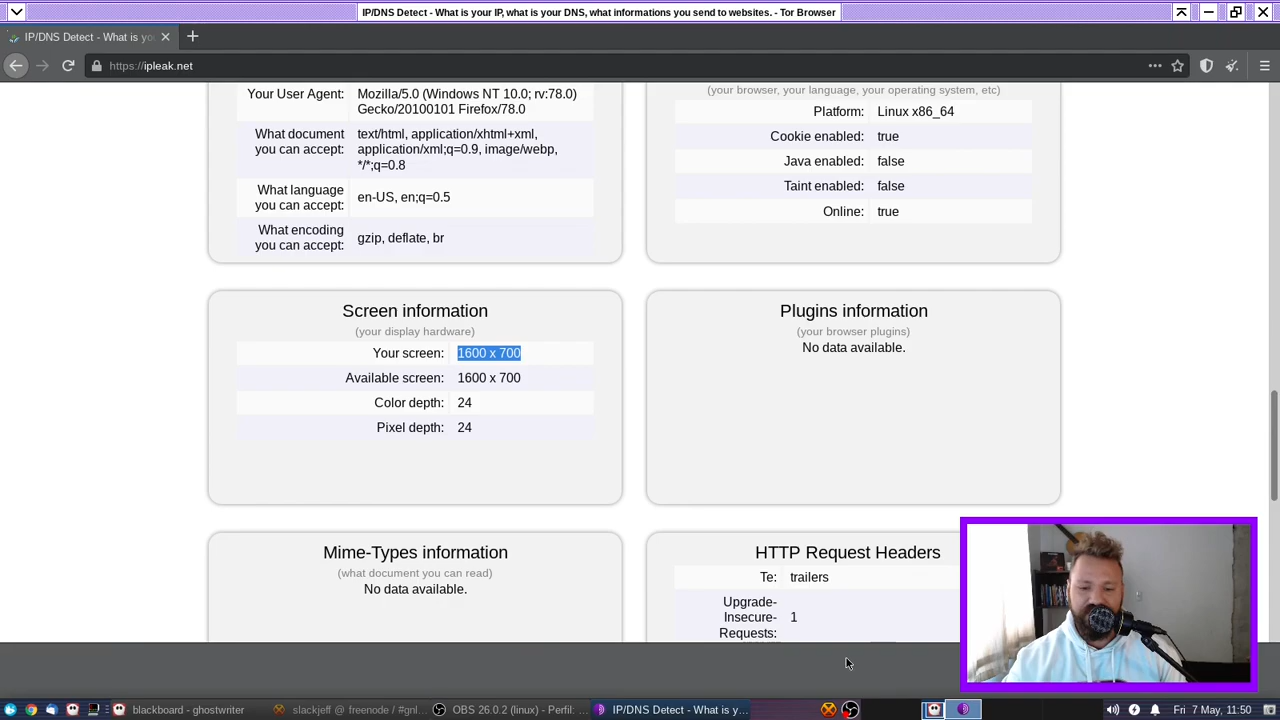 IP/DNS Detect - What is your IP, what is your DNS, what informations you send to websites. - Tor Browser
IP/DNS Detect - What is yo
https://ipleak.net
Your User Agent: Mozilla/5.0 (Windows NT 10.0; rv:78.0)
Gecko/20100101 Firefox/78.0
What document you can accept: text/html, application/xhtml+xml,
application/xml;q=0.9, image/webp,
*/*;q=0.8
What language you can accept: en-US, en;q=0.5
What encoding you can accept: gzip, deflate, br
(your browser, your language, your operating system, etc)
Platform: Linux x86_64
Cookie enabled: true
Java enabled: false
Taint enabled: false
Online: true
Screen information
(your display hardware)
Your screen: 1600 x 700
Available screen: 1600 x 700
Color depth: 24
Pixel depth: 24
Plugins information
(your browser plugins)
No data available.
Mime-Types information
(what document you can read)
No data available.
HTTP Request Headers
Te: trailers
Upgrade-Insecure-Requests: 1
blackboard - ghostwriter
slackjeff @ freenode / #gnl...
OBS 26.0.2 (linux) - Perfil: ...
IP/DNS Detect - What is y...
Fri 7 May, 11:50